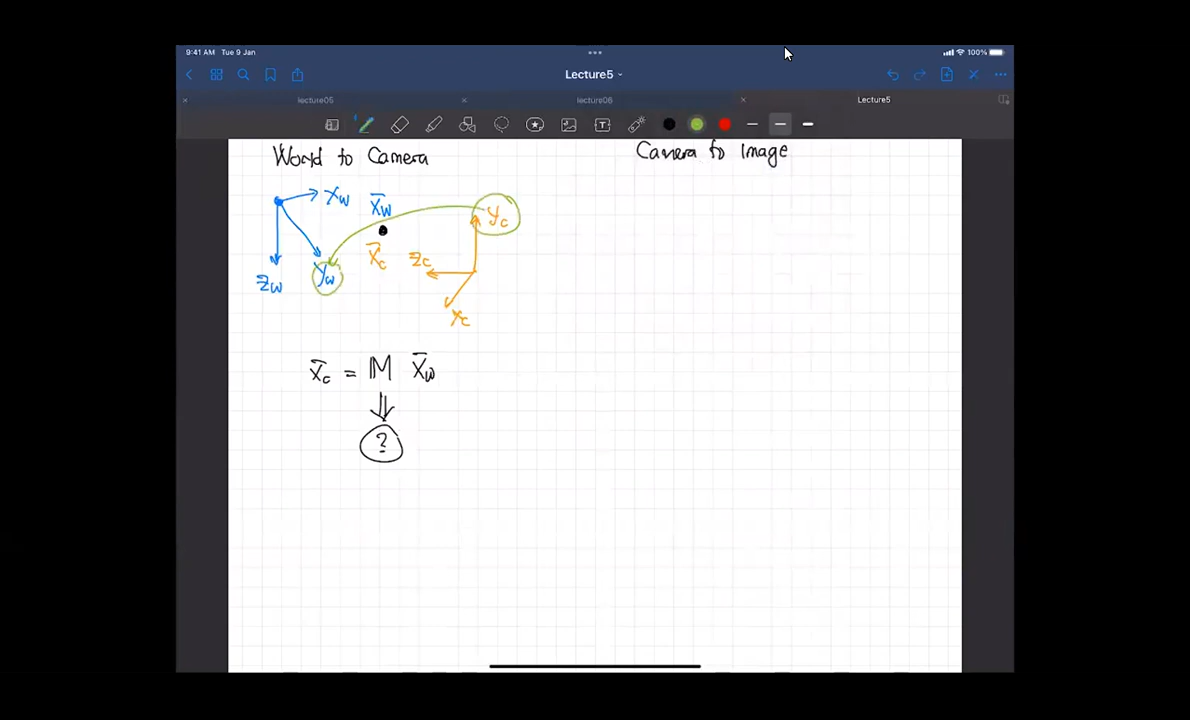 9:41 AM Tue 9 Jan
100%
Lecture5
lecture05
lecture06
Lecture5
World to Camera
Camera to Image
Xw
X̄w
Yc
X̄c
Zc
Zw
Yw
Xc
X̄c = M X̄w
?